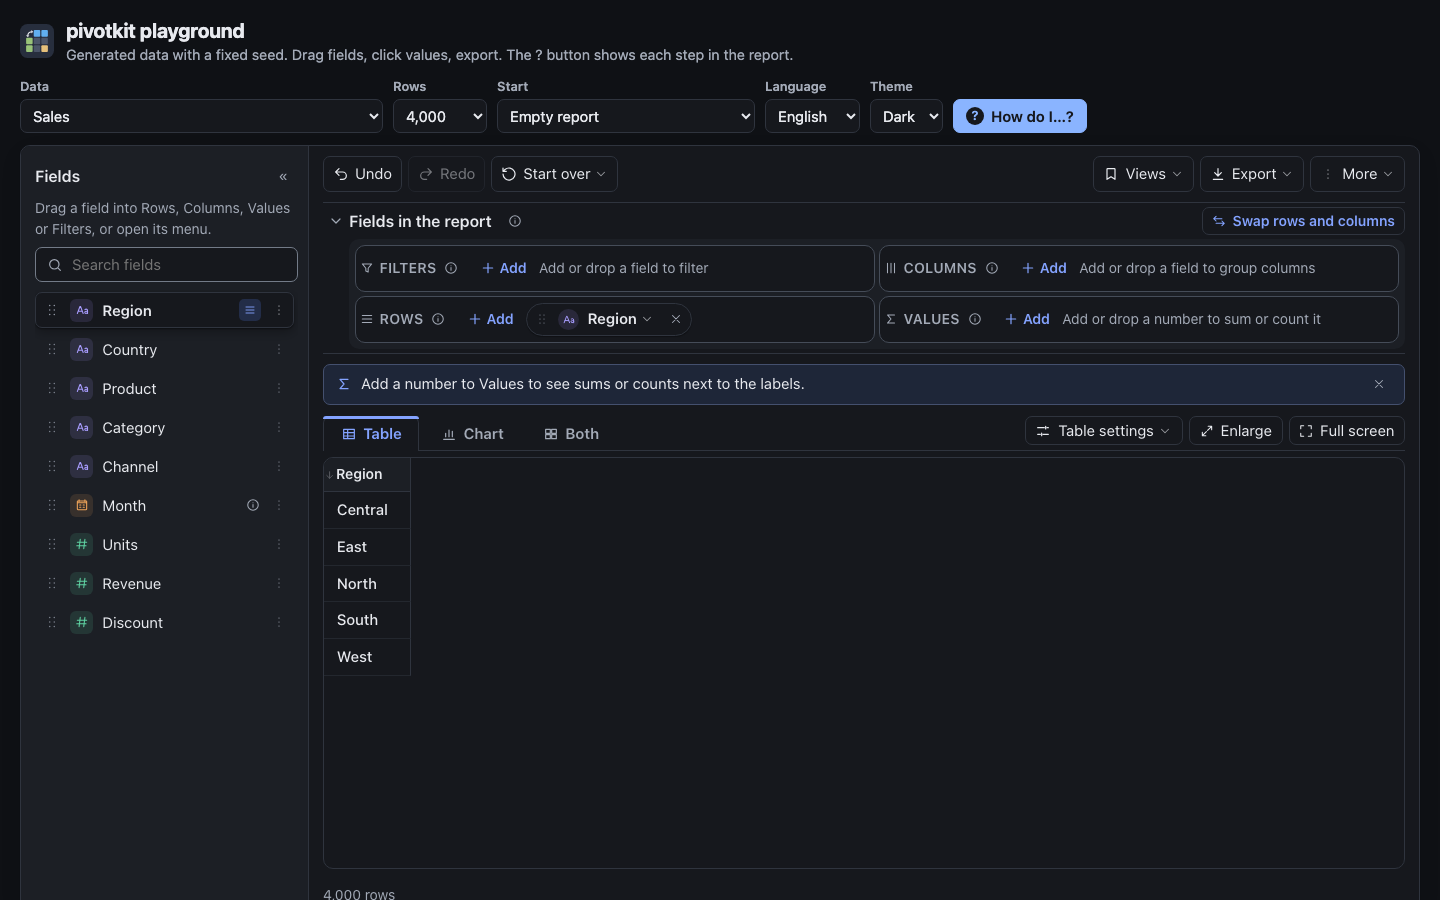 pivotkit playground
Generated data with a fixed seed. Drag fields, click values, export. The ? button shows each step in the report.
Data
Rows
Start
Language
Theme
Sales
4,000
Empty report
English
Dark
? How do I...?
Fields
«
Drag a field into Rows, Columns, Values
or Filters, or open its menu.
Search fields
Aa Region
Aa Country
Aa Product
Aa Category
Aa Channel
Month
# Units
# Revenue
# Discount
Undo
Redo
Start over
Views
Export
More
Fields in the report
Swap rows and columns
FILTERS + Add Add or drop a field to filter
COLUMNS + Add Add or drop a field to group columns
ROWS + Add Aa Region ×
Σ VALUES + Add Add or drop a number to sum or count it
Σ Add a number to Values to see sums or counts next to the labels. ×
Table
Chart
Both
Table settings
Enlarge
Full screen
↓ Region
Central
East
North
South
West
4,000 rows